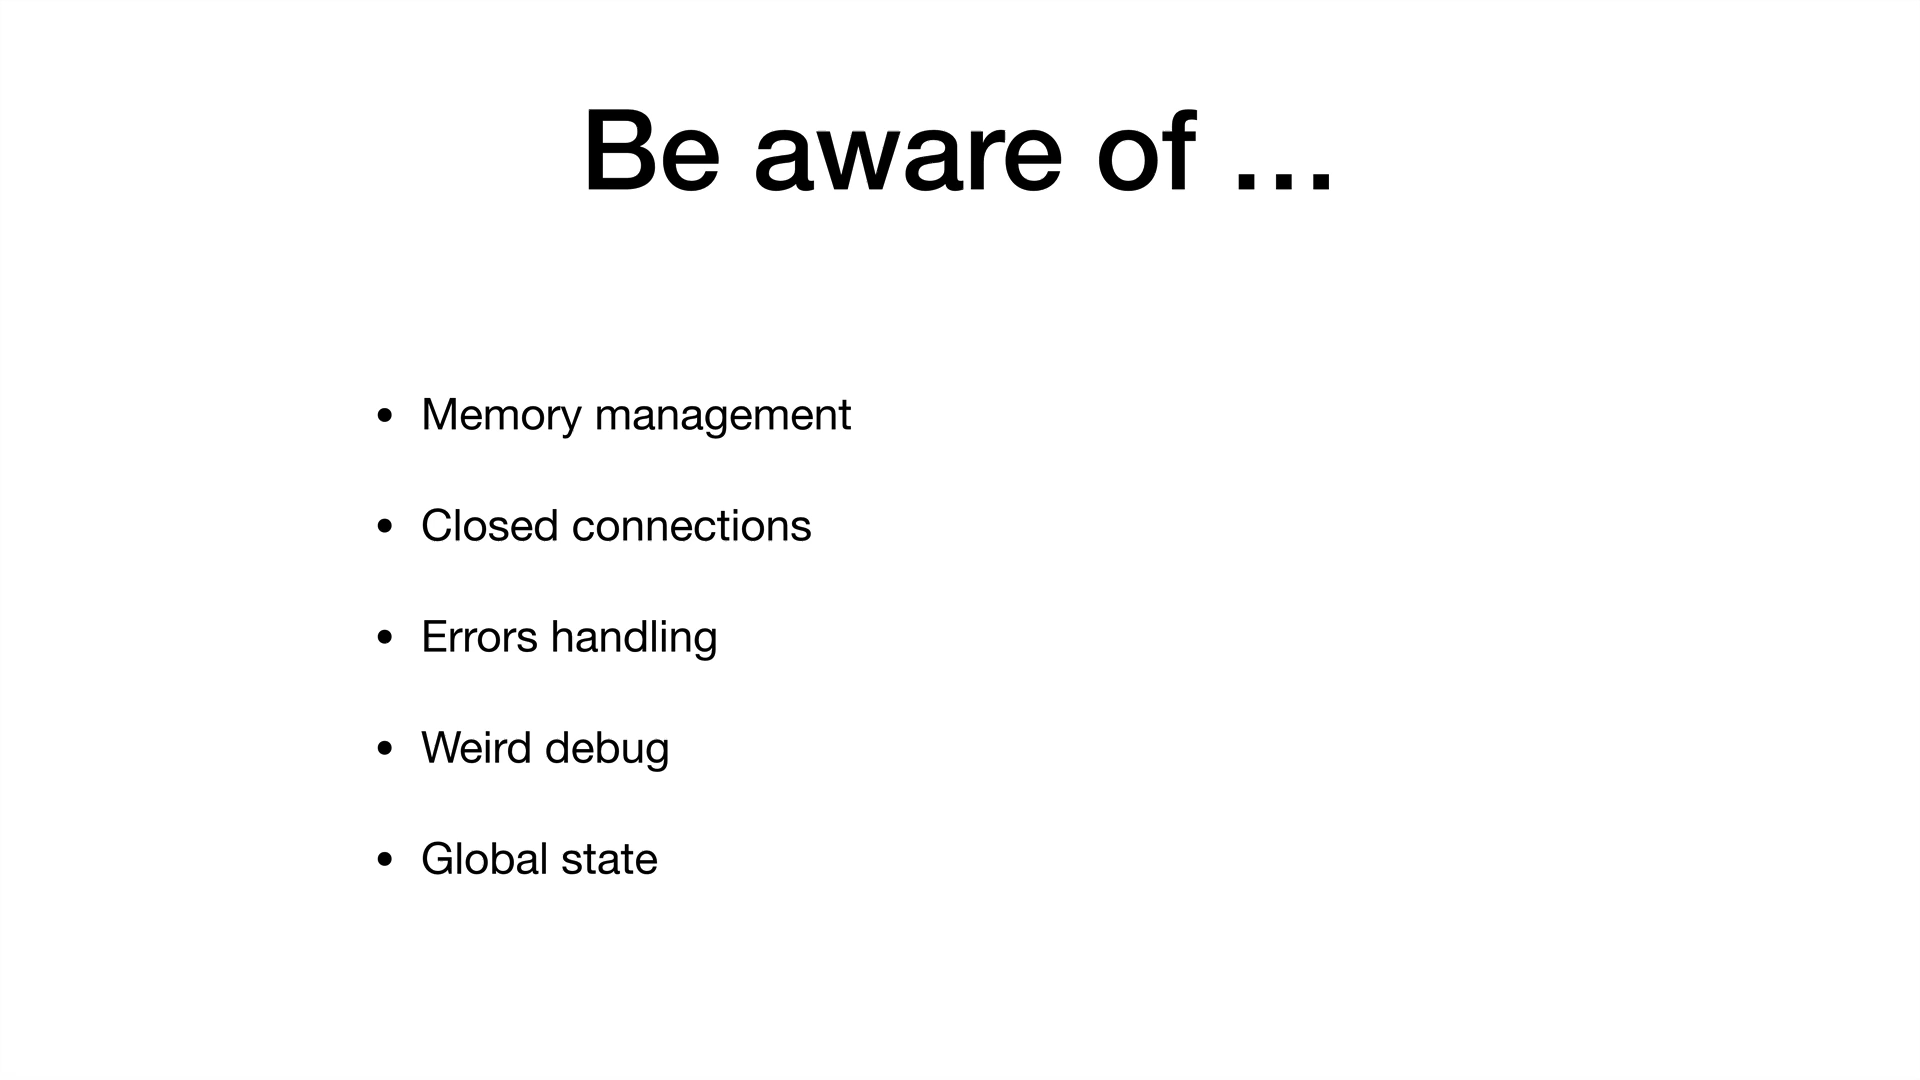 Be aware of ...
• Memory management
• Closed connections
• Errors handling
• Weird debug
• Global state